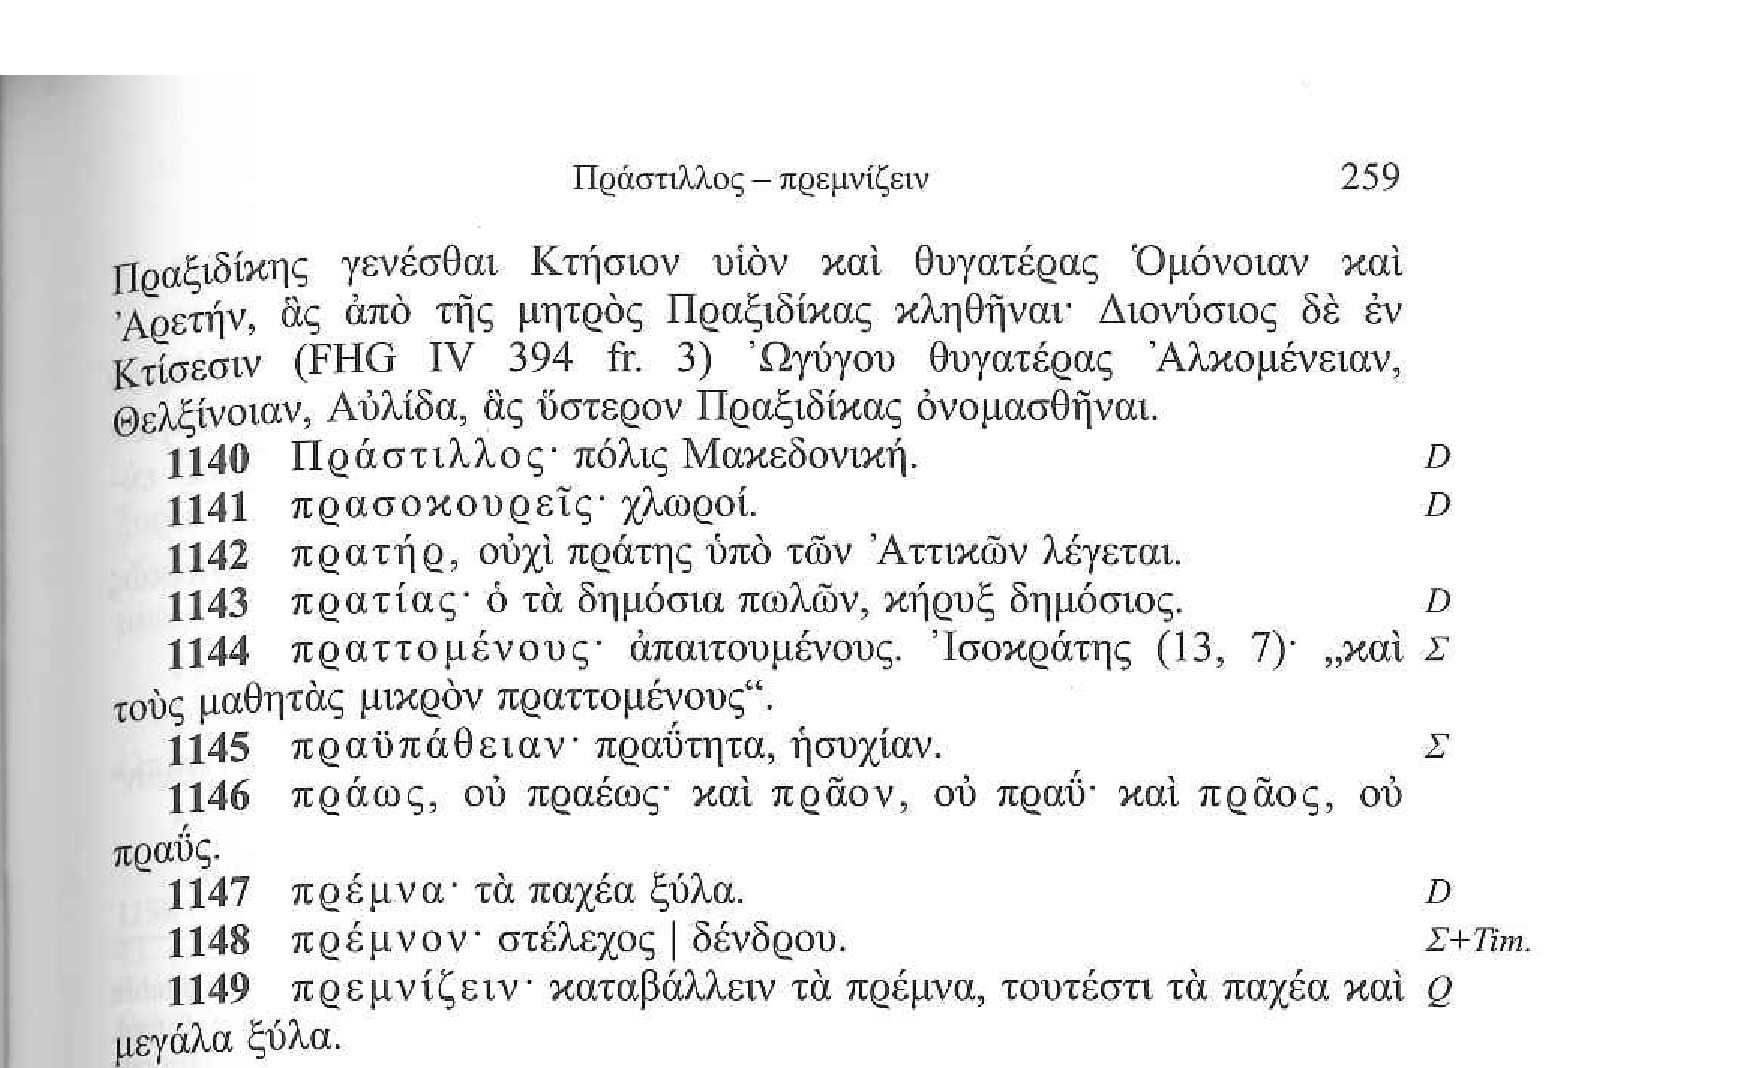 Πράστιλλος – πρεμνίζειν 259
Πραξιδίκης γενέσθαι Κτήσιον υἱὸν καὶ θυγατέρας Ὁμόνοιαν καὶ
Ἀρετήν, ἃς ἀπὸ τῆς μητρὸς Πραξιδίκας κληθῆναι· Διονύσιος δὲ ἐν
Κτίσεσιν (FHG IV 394 fr. 3) Ὠγύγου θυγατέρας Ἀλκομένειαν,
Θελξίνοιαν, Αὐλίδα, ἃς ὕστερον Πραξιδίκας ὀνομασθῆναι.
1140 Πράστιλλος· πόλις Μακεδονική. D
1141 πρασοκουρεῖς· χλωροί. D
1142 πρατήρ, οὐχὶ πράτης ὑπὸ τῶν Ἀττικῶν λέγεται.
1143 πρατίας· ὁ τὰ δημόσια πωλῶν, κήρυξ δημόσιος. D
1144 πραττομένους· ἀπαιτουμένους. Ἰσοκράτης (13, 7)· „καὶ Σ
τοὺς μαθητὰς μικρὸν πραττομένους“.
1145 πραϋπάθειαν· πραΰτητα, ἡσυχίαν. Σ
1146 πράως, οὐ πραέως· καὶ πρᾶον, οὐ πραΰ· καὶ πρᾶος, οὐ
πραΰς.
1147 πρέμνα· τὰ παχέα ξύλα. D
1148 πρέμνον· στέλεχος | δένδρου. Σ+Tim.
1149 πρεμνίζειν· καταβάλλειν τὰ πρέμνα, τουτέστι τὰ παχέα καὶ Q
μεγάλα ξύλα.